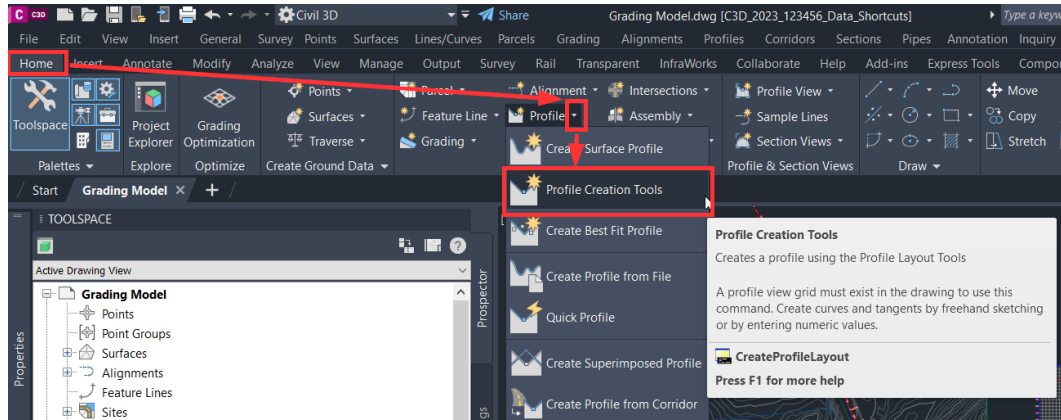 C C3D Civil 3D Share Grading Model.dwg [C3D_2023_123456_Data_Shortcuts] Type a keyw
File Edit View Insert General Survey Points Surfaces Lines/Curves Parcels Grading Alignments Profiles Corridors Sections Pipes Annotation Inquiry
Home Insert Annotate Modify Analyze View Manage Output Survey Rail Transparent InfraWorks Collaborate Help Add-ins Express Tools Compo
Points Parcel Alignment Intersections Profile View Move
Toolspace Project Explorer Grading Optimization Surfaces Feature Line Profile Assembly Sample Lines Copy
Traverse Grading Section Views Stretch
Palettes Explore Optimize Create Ground Data Profile & Section Views Draw
Create Surface Profile
Start Grading Model
Profile Creation Tools
TOOLSPACE
Create Best Fit Profile
Active Drawing View
Create Profile from File
Quick Profile
Create Superimposed Profile
Create Profile from Corridor
Grading Model
Points
Point Groups
Surfaces
Alignments
Feature Lines
Sites
Prospector
Properties
Profile Creation Tools
Creates a profile using the Profile Layout Tools
A profile view grid must exist in the drawing to use this
command. Create curves and tangents by freehand sketching
or by entering numeric values.
CreateProfileLayout
Press F1 for more help